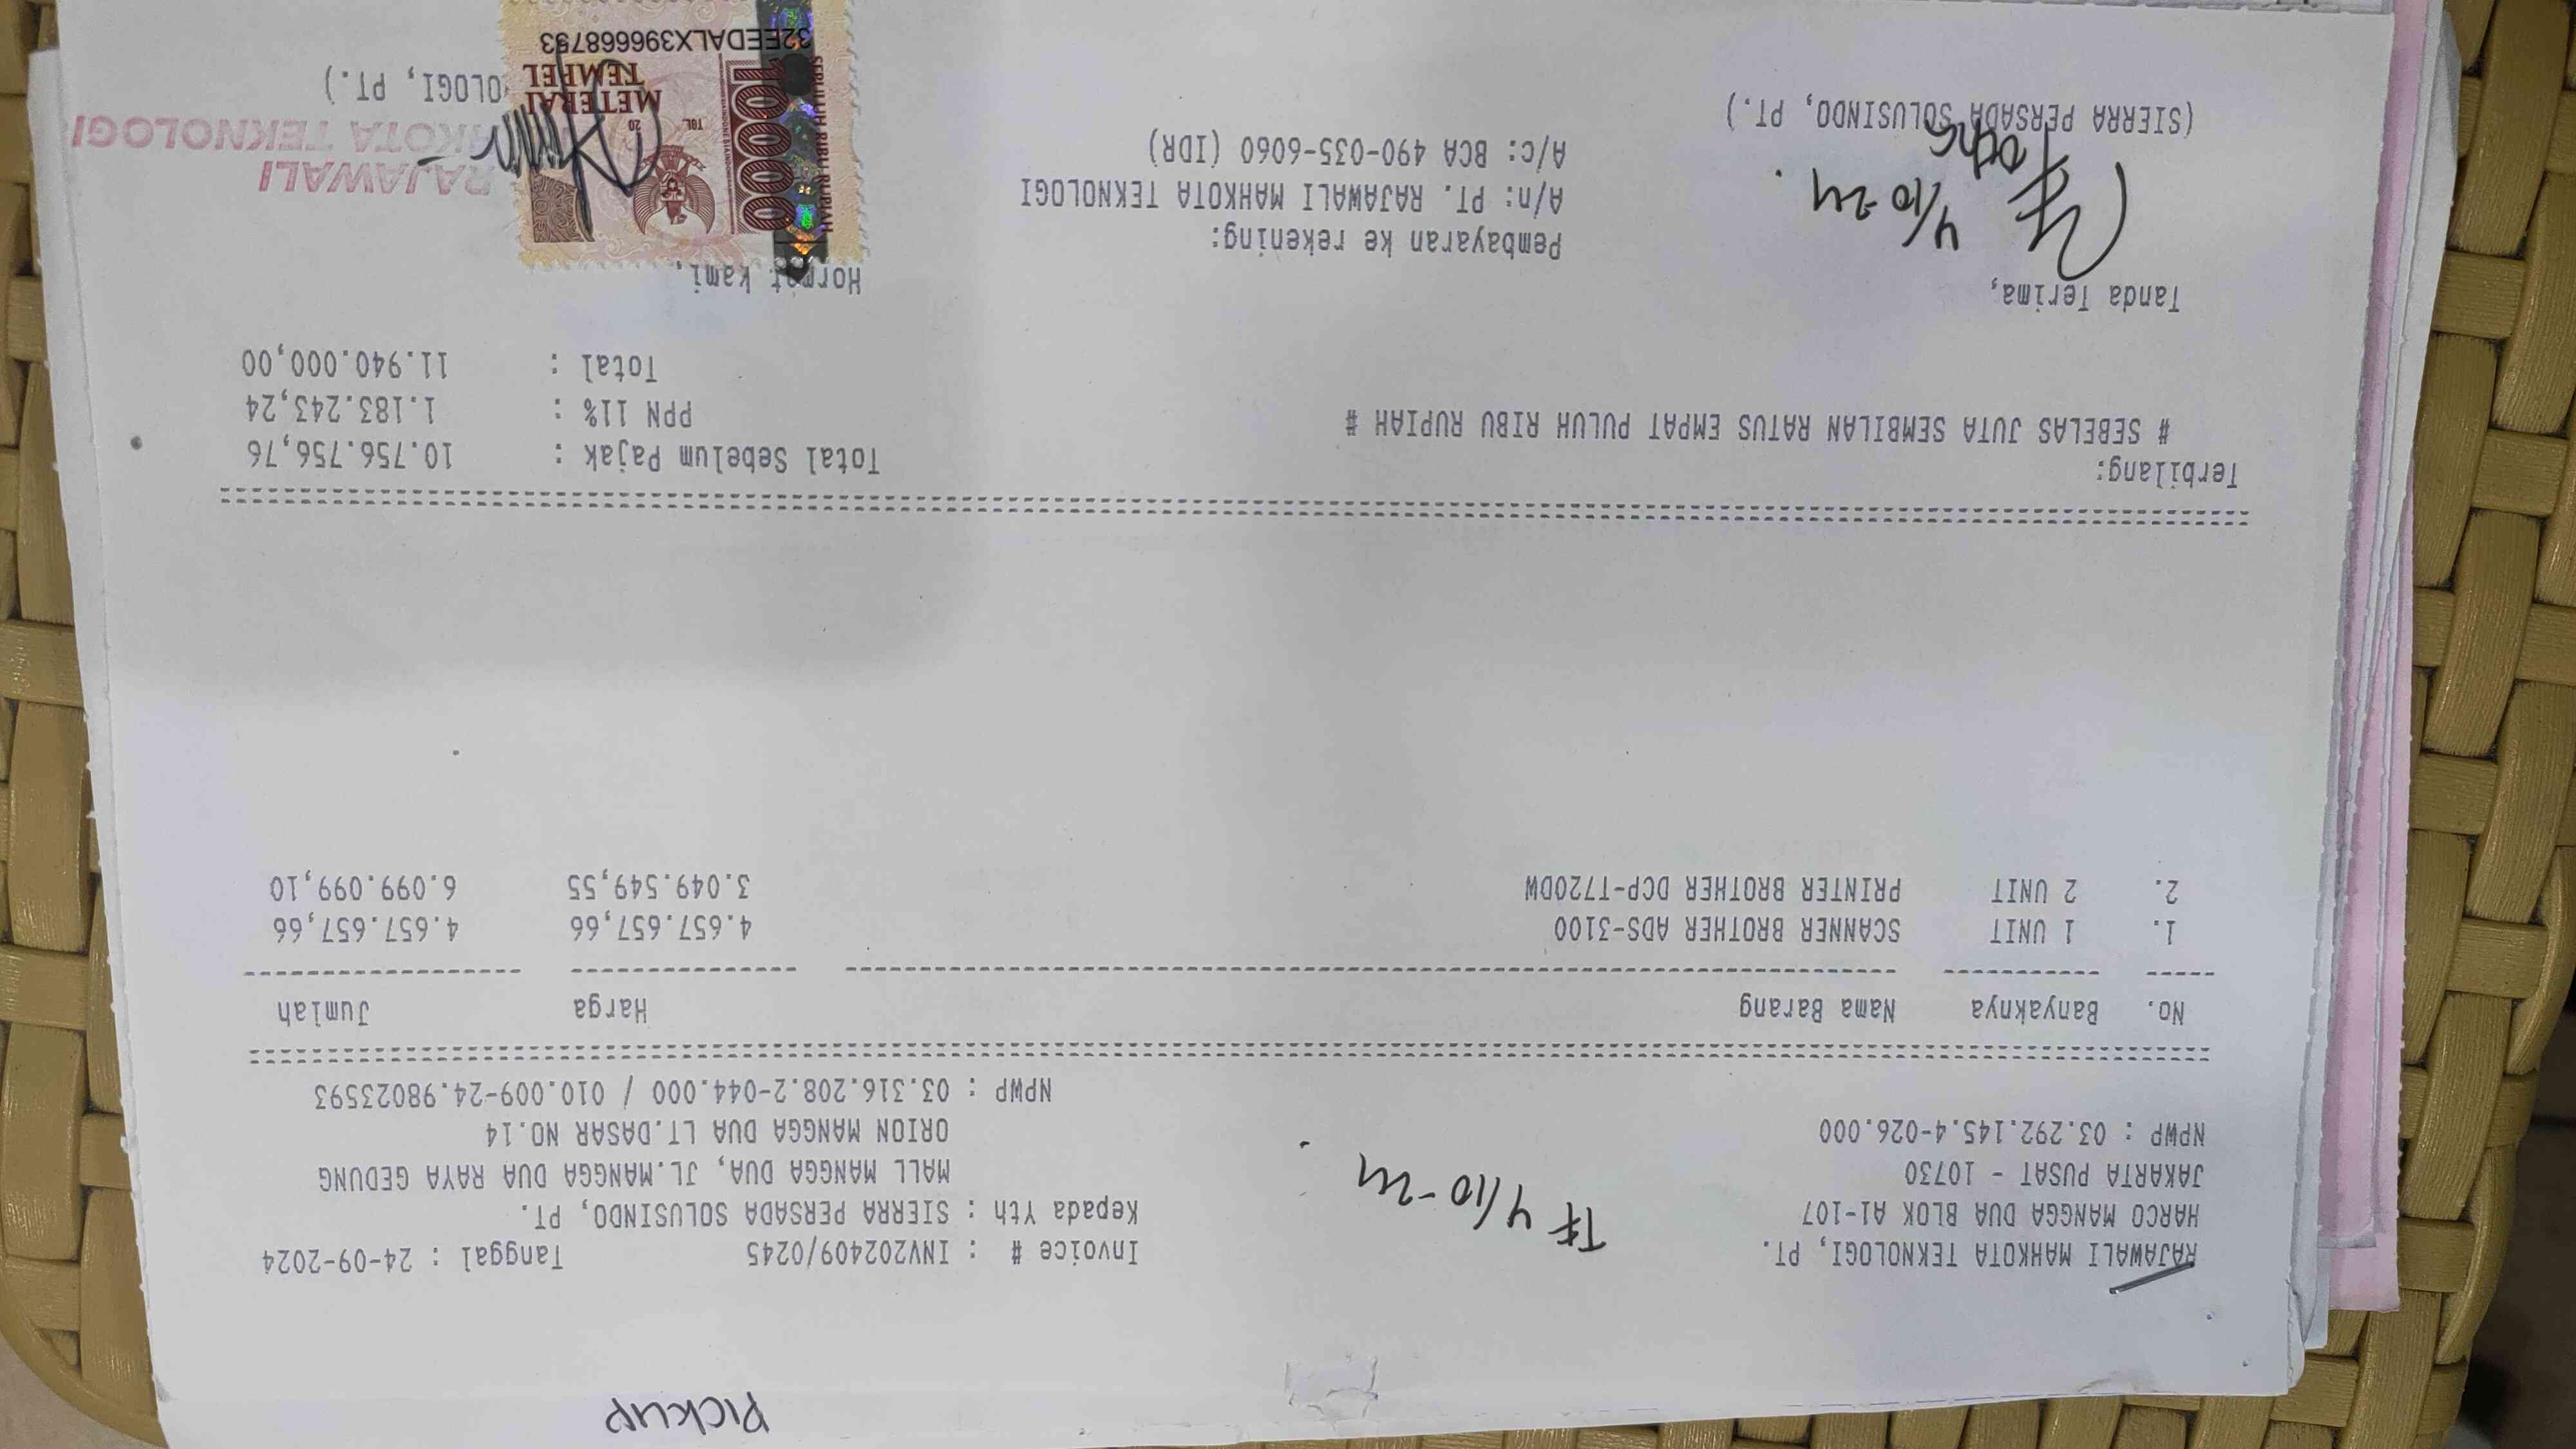 PICKUP
RAJAWALI MAHKOTA TEKNOLOGI, PT.
HARCO MANGGA DUA BLOK A1-107
JAKARTA PUSAT - 10730
NPWP : 03.292.145.4-026.000
TF 4/10-24
Invoice # : INV202409/0245 Tanggal : 24-09-2024
Kepada Yth : SIERRA PERSADA SOLUSINDO, PT.
MALL MANGGA DUA, JL.MANGGA DUA RAYA GEDUNG
ORION MANGGA DUA LT.DASAR NO.14
NPWP : 03.316.208.2-044.000 / 010.009-24.98023593
No. Banyaknya Nama Barang Harga Jumlah
1. 1 UNIT SCANNER BROTHER ADS-3100 4.657.657,66 4.657.657,66
2. 2 UNIT PRINTER BROTHER DCP-T720DW 3.049.549,55 6.099.099,10
Terbilang:
# SEBELAS JUTA SEMBILAN RATUS EMPAT PULUH RIBU RUPIAH #
Total Sebelum Pajak : 10.756.756,76
PPN 11% : 1.183.243,24
Total : 11.940.000,00
Tanda Terima,
4/10-24
(SIERRA PERSADA SOLUSINDO, PT.)
Pembayaran ke rekening:
A/n: PT. RAJAWALI MAHKOTA TEKNOLOGI
A/c: BCA 490-035-6060 (IDR)
Hormat kami,
SEPULUH RIBU RUPIAH
10000
TGL. 20
METERAI
TEMPEL
32EEDALX396668793
RAJAWALI
KOTA TEKNOLOGI
OLOGI, PT.)